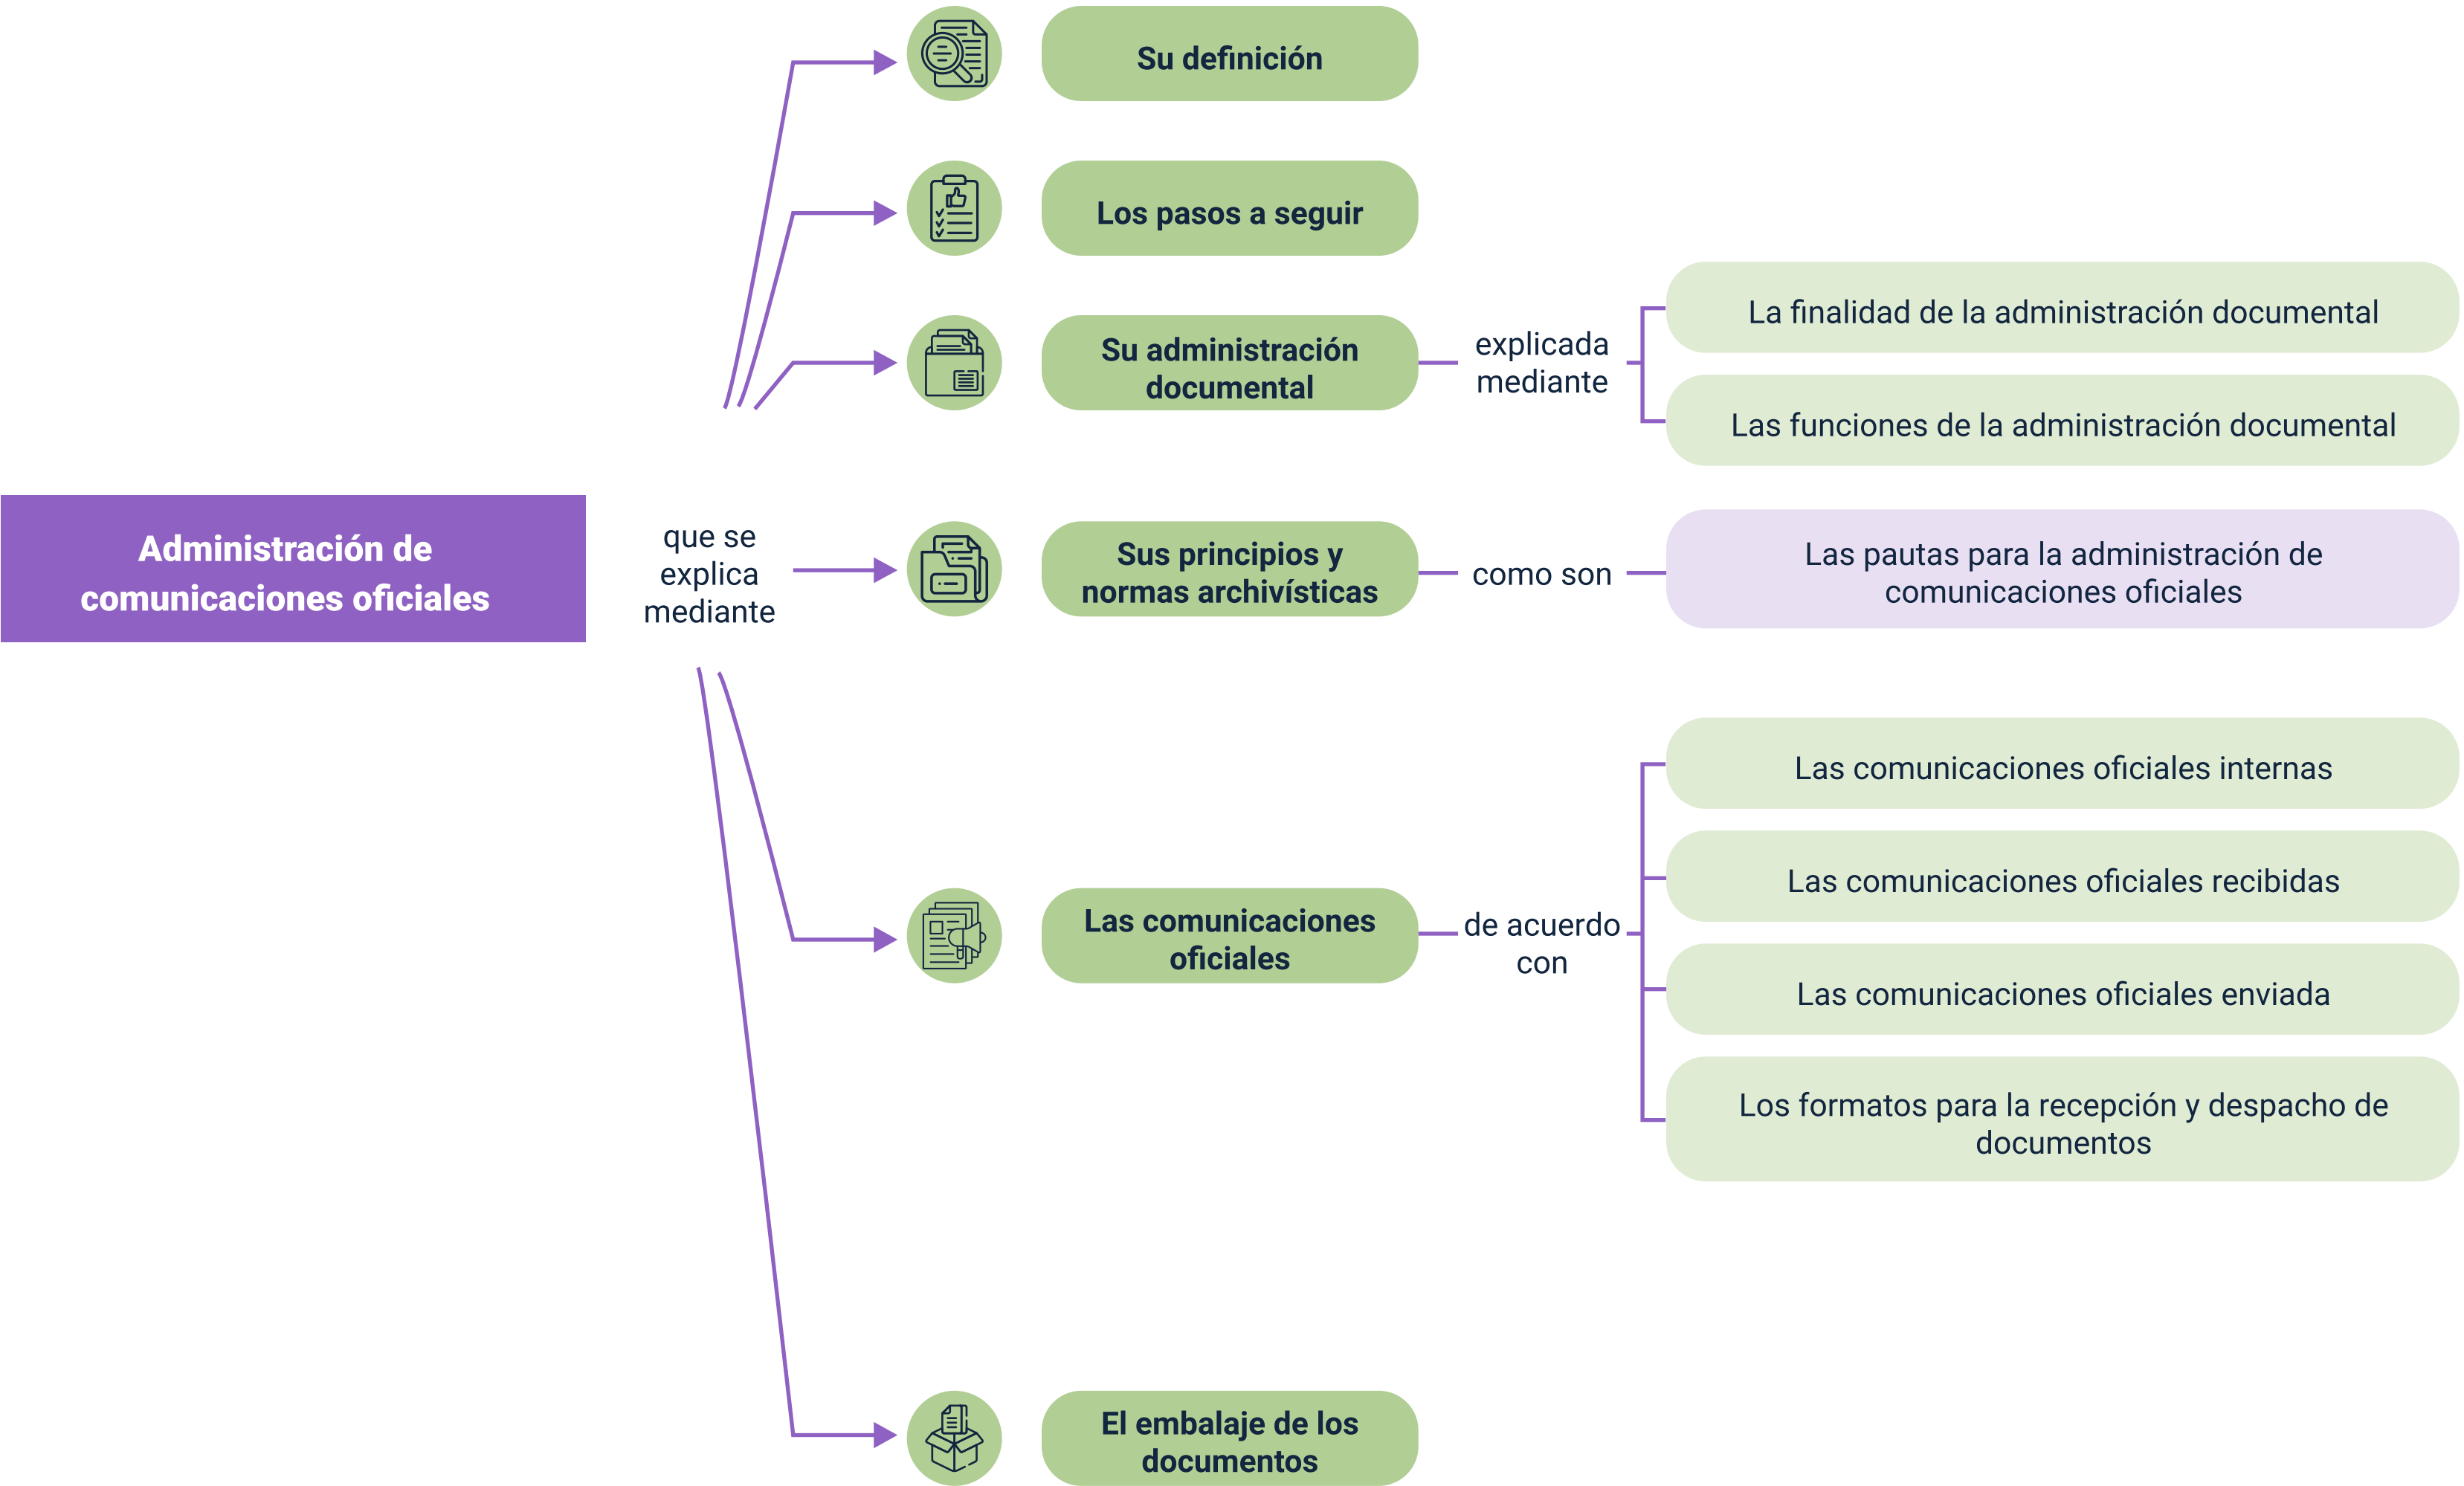 Su definición
Los pasos a seguir
Su administración
documental
explicada
mediante
La finalidad de la administración documental
Las funciones de la administración documental
Administración de
comunicaciones oficiales
que se
explica
mediante
Sus principios y
normas archivísticas
como son
Las pautas para la administración de
comunicaciones oficiales
Las comunicaciones
oficiales
de acuerdo
con
Las comunicaciones oficiales internas
Las comunicaciones oficiales recibidas
Las comunicaciones oficiales enviada
Los formatos para la recepción y despacho de
documentos
El embalaje de los
documentos